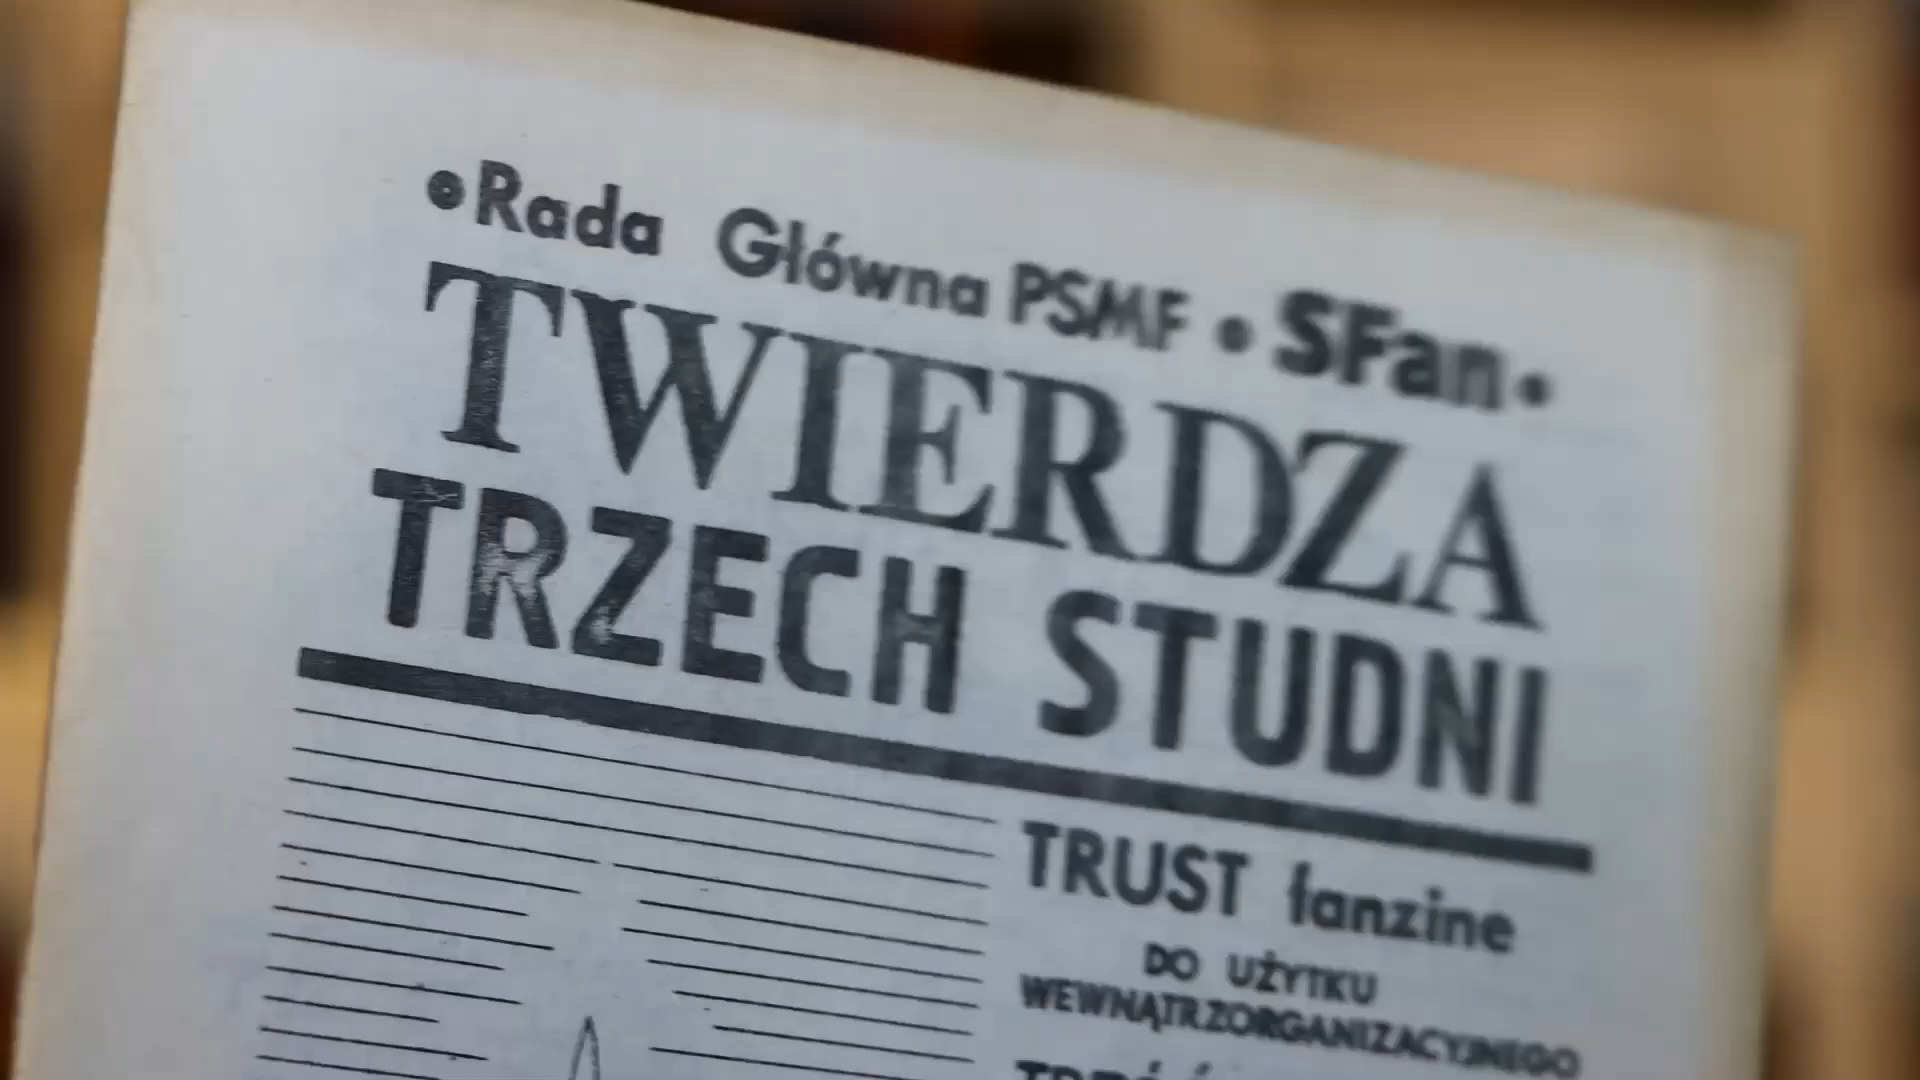 •Rada Główna PSMF • SFan •
TWIERDZA
TRZECH STUDNI
TRUST fanzine
DO UŻYTKU
WEWNĄTRZORGANIZACYJNEGO